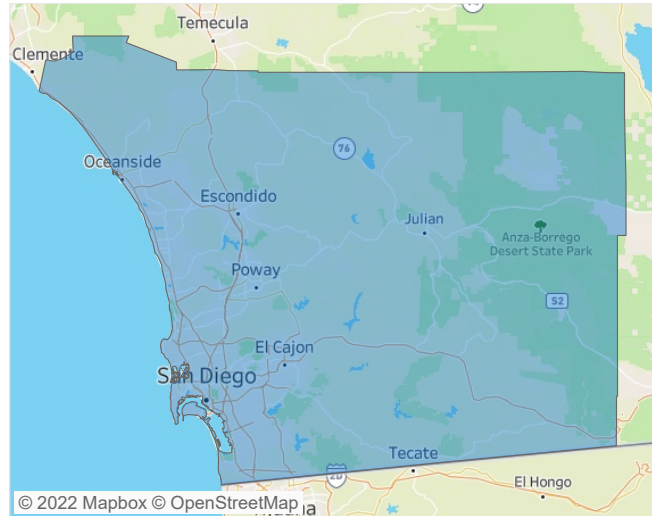 Temecula
Clemente
76
Oceanside
Escondido
Julian
Anza-Borrego
Desert State Park
Poway
S2
El Cajon
San Diego
Tecate
2D
El Hongo
© 2022 Mapbox © OpenStreetMap